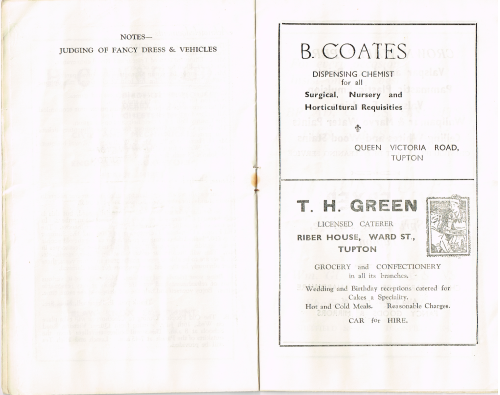 NOTES—
JUDGING OF FANCY DRESS & VEHICLES
B. COATES
DISPENSING CHEMIST
for all
Surgical, Nursery and
Horticultural Requisities
QUEEN VICTORIA ROAD,
TUPTON
T. H. GREEN
LICENSED CATERER
RIBER HOUSE, WARD ST.,
TUPTON
GROCERY and CONFECTIONERY
in all its branches.
Wedding and Birthday receptions catered for
Cakes a Speciality.
Hot and Cold Meals. Reasonable Charges.
CAR for HIRE.